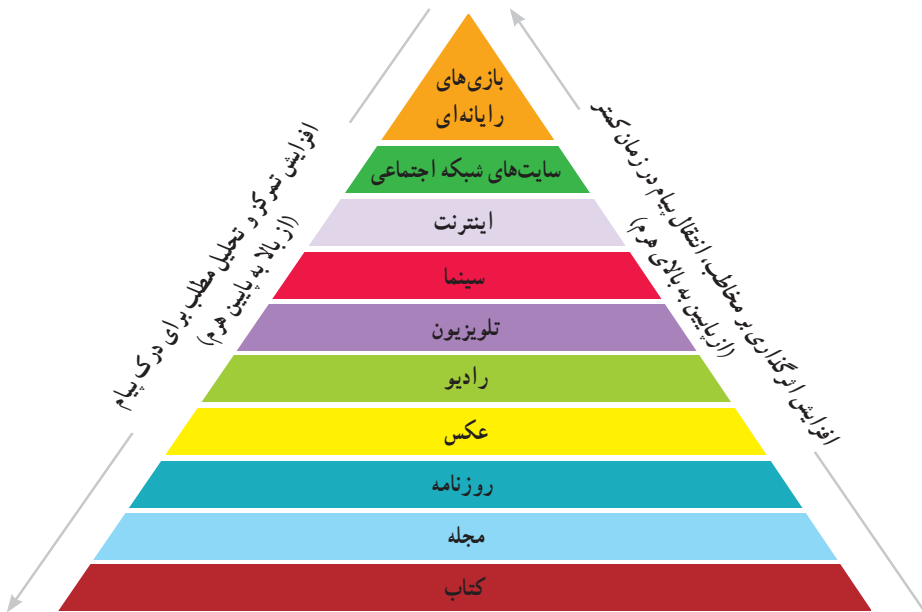 بازی‌های
رایانه‌ای
سایت‌های شبکه اجتماعی
اینترنت
سینما
تلویزیون
رادیو
عکس
روزنامه
مجله
کتاب
افزایش اثرگذاری بر مخاطب، انتقال پیام در زمان کمتر
(از پایین به بالای هرم)
افزایش تمرکز و تحلیل مطلب برای درک پیام
(از بالا به پایین هرم)